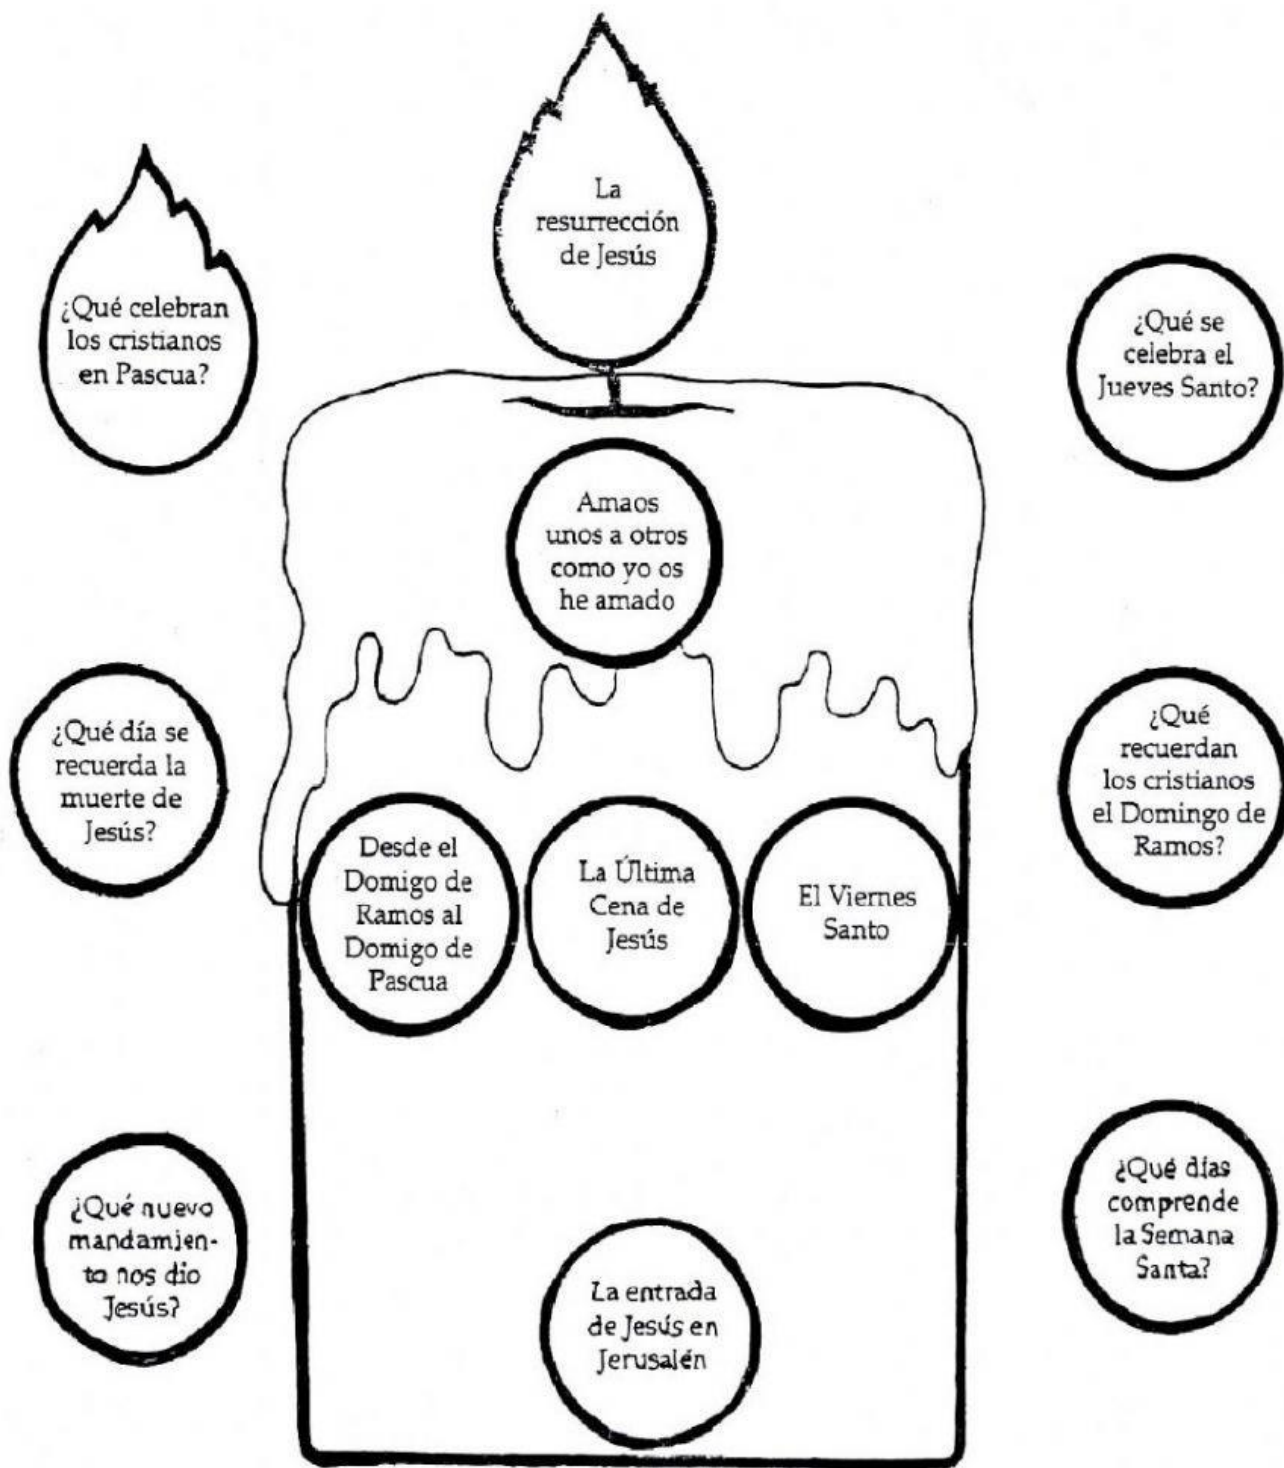 La
resurrección
de Jesús
¿Qué celebran
los cristianos
en Pascua?
¿Qué se
celebra el
Jueves Santo?
Amaos
unos a otros
como yo os
he amado
¿Qué día se
recuerda la
muerte de
Jesús?
¿Qué
recuerdan
los cristianos
el Domingo de
Ramos?
Desde el
Domigo de
Ramos al
Domigo de
Pascua
La Última
Cena de
Jesús
El Viernes
Santo
¿Qué nuevo
mandamien-
to nos dio
Jesús?
¿Qué días
comprende
la Semana
Santa?
La entrada
de Jesús en
Jerusalén